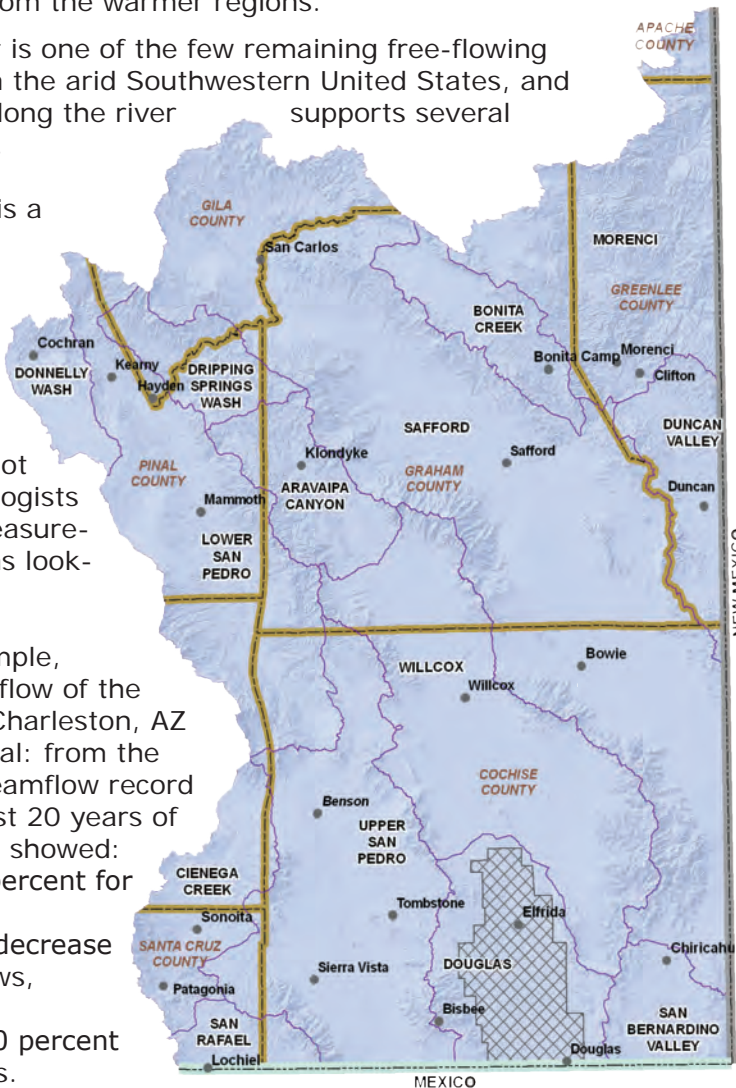 om the warmer regions.
is one of the few remaining free-flowing
the arid Southwestern United States, and
long the river supports several
is a
ot
ogists
easure-
s look-
mple,
flow of the
Charleston, AZ
al: from the
eamflow record
st 20 years of
showed:
percent for
decrease
ws,
0 percent
s.
APACHE
COUNTY
GILA
COUNTY
San Carlos
MORENCI
GREENLEE
COUNTY
BONITA
CREEK
Cochran
DONNELLY
WASH
Kearny
Hayden
DRIPPING
SPRINGS
WASH
Bonita Camp
Morenci
Clifton
SAFFORD
DUNCAN
VALLEY
PINAL
COUNTY
Klondyke
GRAHAM
COUNTY
Safford
ARAVAIPA
CANYON
Mammoth
Duncan
LOWER
SAN
PEDRO
NEW MEXICO
WILLCOX
Bowie
Willcox
COCHISE
COUNTY
Benson
UPPER
SAN
PEDRO
CIENEGA
CREEK
Tombstone
Elfrida
Sonoita
SANTA CRUZ
COUNTY
Sierra Vista
DOUGLAS
Chiricahu
Patagonia
Bisbee
SAN
BERNARDINO
VALLEY
SAN
RAFAEL
Lochiel
Douglas
MEXICO